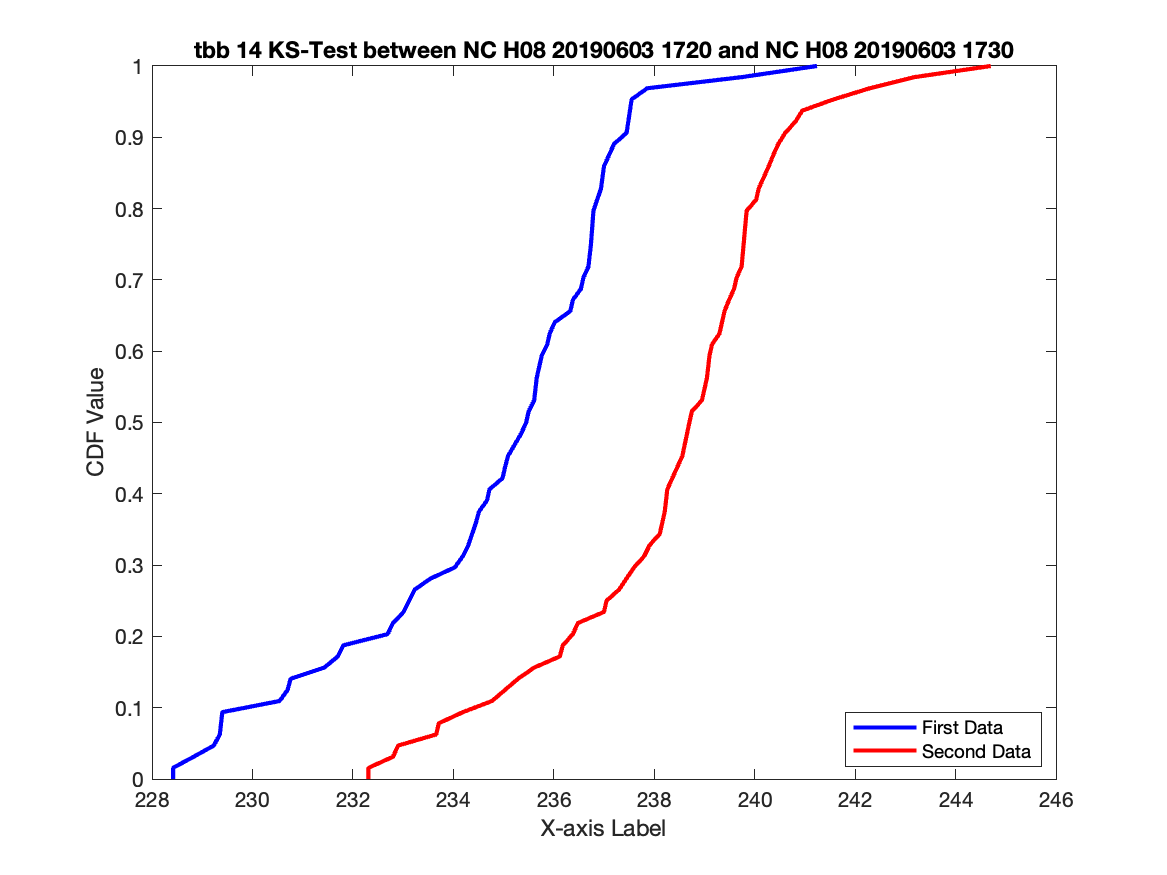 tbb 14 KS-Test between NC H08 20190603 1720 and NC H08 20190603 1730
1
0.9
0.8
0.7
0.6
0.5
0.4
0.3
0.2
0.1
0
CDF Value
First Data
Second Data
228 230 232 234 236 238 240 242 244 246
X-axis Label